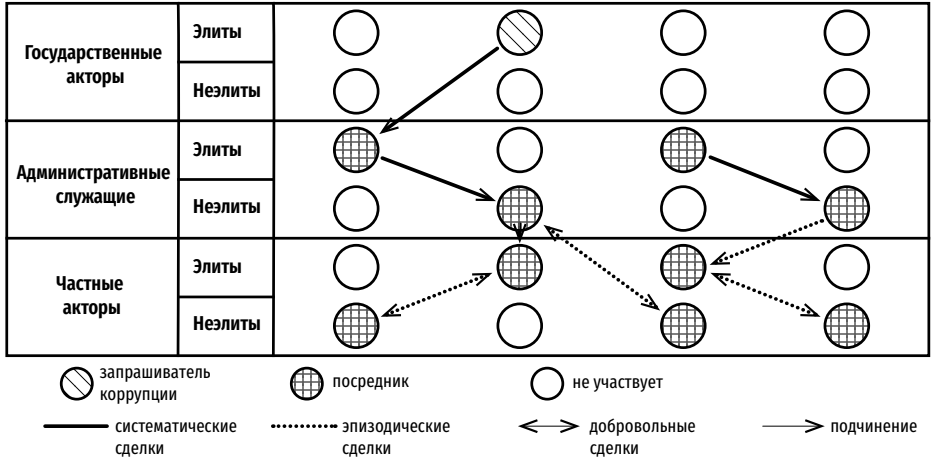 Государственные
акторы
Элиты
Неэлиты
Административные
служащие
Элиты
Неэлиты
Частные
акторы
Элиты
Неэлиты
запрашиватель
коррупции
посредник
не участвует
систематические
сделки
эпизодические
сделки
добровольные
сделки
подчинение